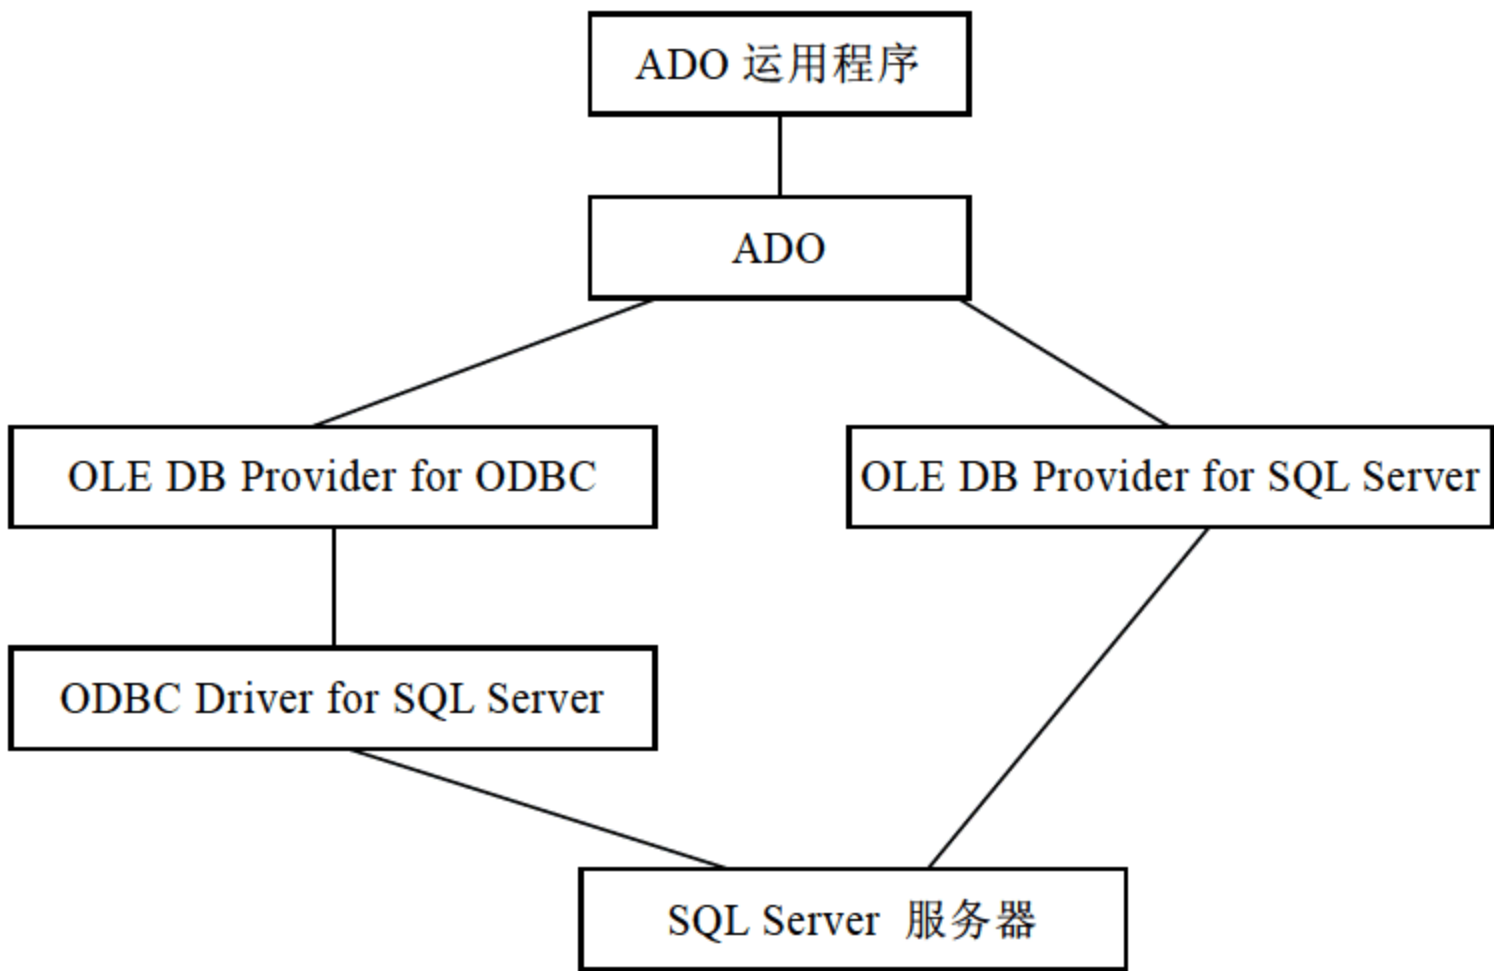 ADO 运用程序
ADO
OLE DB Provider for ODBC
OLE DB Provider for SQL Server
ODBC Driver for SQL Server
SQL Server 服务器